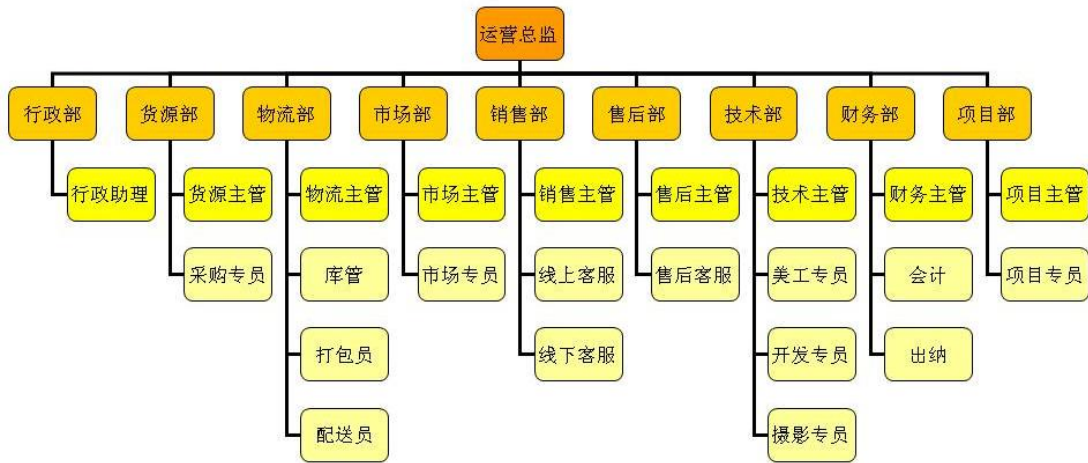 运营总监
行政部
货源部
物流部
市场部
销售部
售后部
技术部
财务部
项目部
行政助理
货源主管
物流主管
市场主管
销售主管
售后主管
技术主管
财务主管
项目主管
采购专员
库管
市场专员
线上客服
售后客服
美工专员
会计
项目专员
打包员
线下客服
开发专员
出纳
配送员
摄影专员